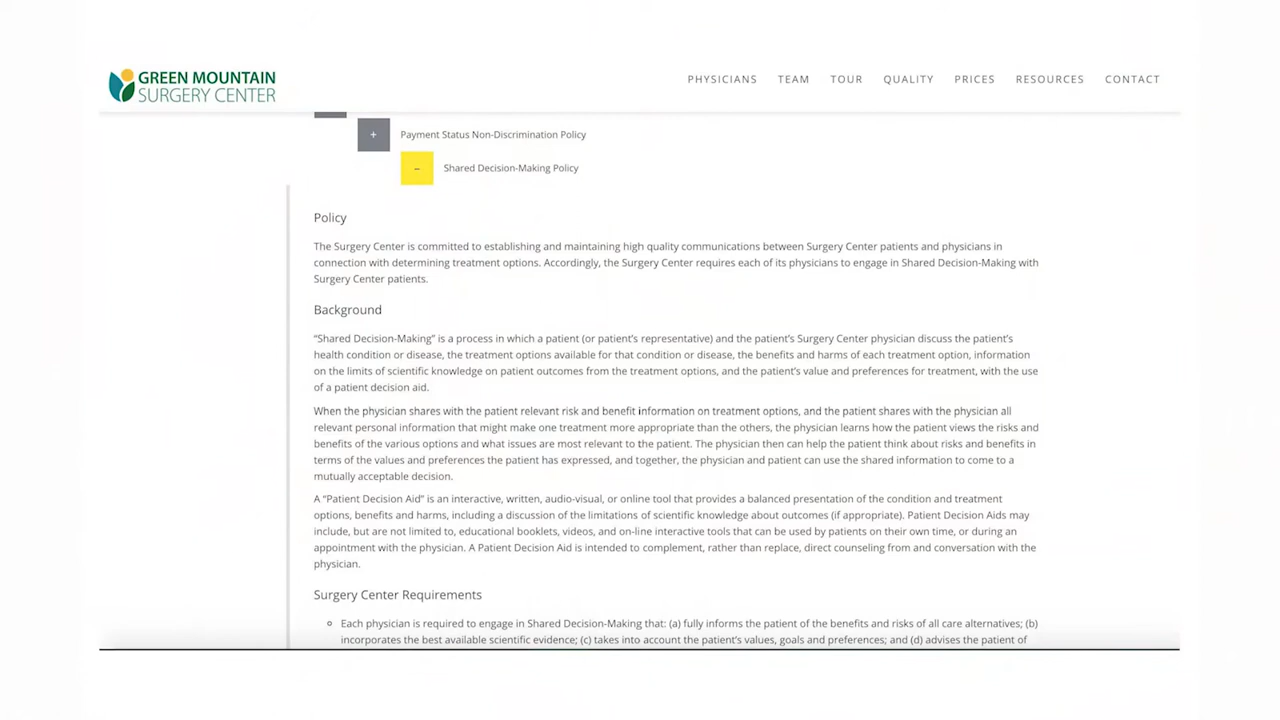 GREEN MOUNTAIN
SURGERY CENTER
PHYSICIANS TEAM TOUR QUALITY PRICES RESOURCES CONTACT
+ Payment Status Non-Discrimination Policy
– Shared Decision-Making Policy
Policy
The Surgery Center is committed to establishing and maintaining high quality communications between Surgery Center patients and physicians in
connection with determining treatment options. Accordingly, the Surgery Center requires each of its physicians to engage in Shared Decision-Making with
Surgery Center patients.
Background
“Shared Decision-Making” is a process in which a patient (or patient’s representative) and the patient’s Surgery Center physician discuss the patient’s
health condition or disease, the treatment options available for that condition or disease, the benefits and harms of each treatment option, information
on the limits of scientific knowledge on patient outcomes from the treatment options, and the patient’s value and preferences for treatment, with the use
of a patient decision aid.
When the physician shares with the patient relevant risk and benefit information on treatment options, and the patient shares with the physician all
relevant personal information that might make one treatment more appropriate than the others, the physician learns how the patient views the risks and
benefits of the various options and what issues are most relevant to the patient. The physician then can help the patient think about risks and benefits in
terms of the values and preferences the patient has expressed, and together, the physician and patient can use the shared information to come to a
mutually acceptable decision.
A “Patient Decision Aid” is an interactive, written, audio-visual, or online tool that provides a balanced presentation of the condition and treatment
options, benefits and harms, including a discussion of the limitations of scientific knowledge about outcomes (if appropriate). Patient Decision Aids may
include, but are not limited to, educational booklets, videos, and on-line interactive tools that can be used by patients on their own time, or during an
appointment with the physician. A Patient Decision Aid is intended to complement, rather than replace, direct counseling from and conversation with the
physician.
Surgery Center Requirements
Each physician is required to engage in Shared Decision-Making that: (a) fully informs the patient of the benefits and risks of all care alternatives; (b)
incorporates the best available scientific evidence; (c) takes into account the patient’s values, goals and preferences; and (d) advises the patient of